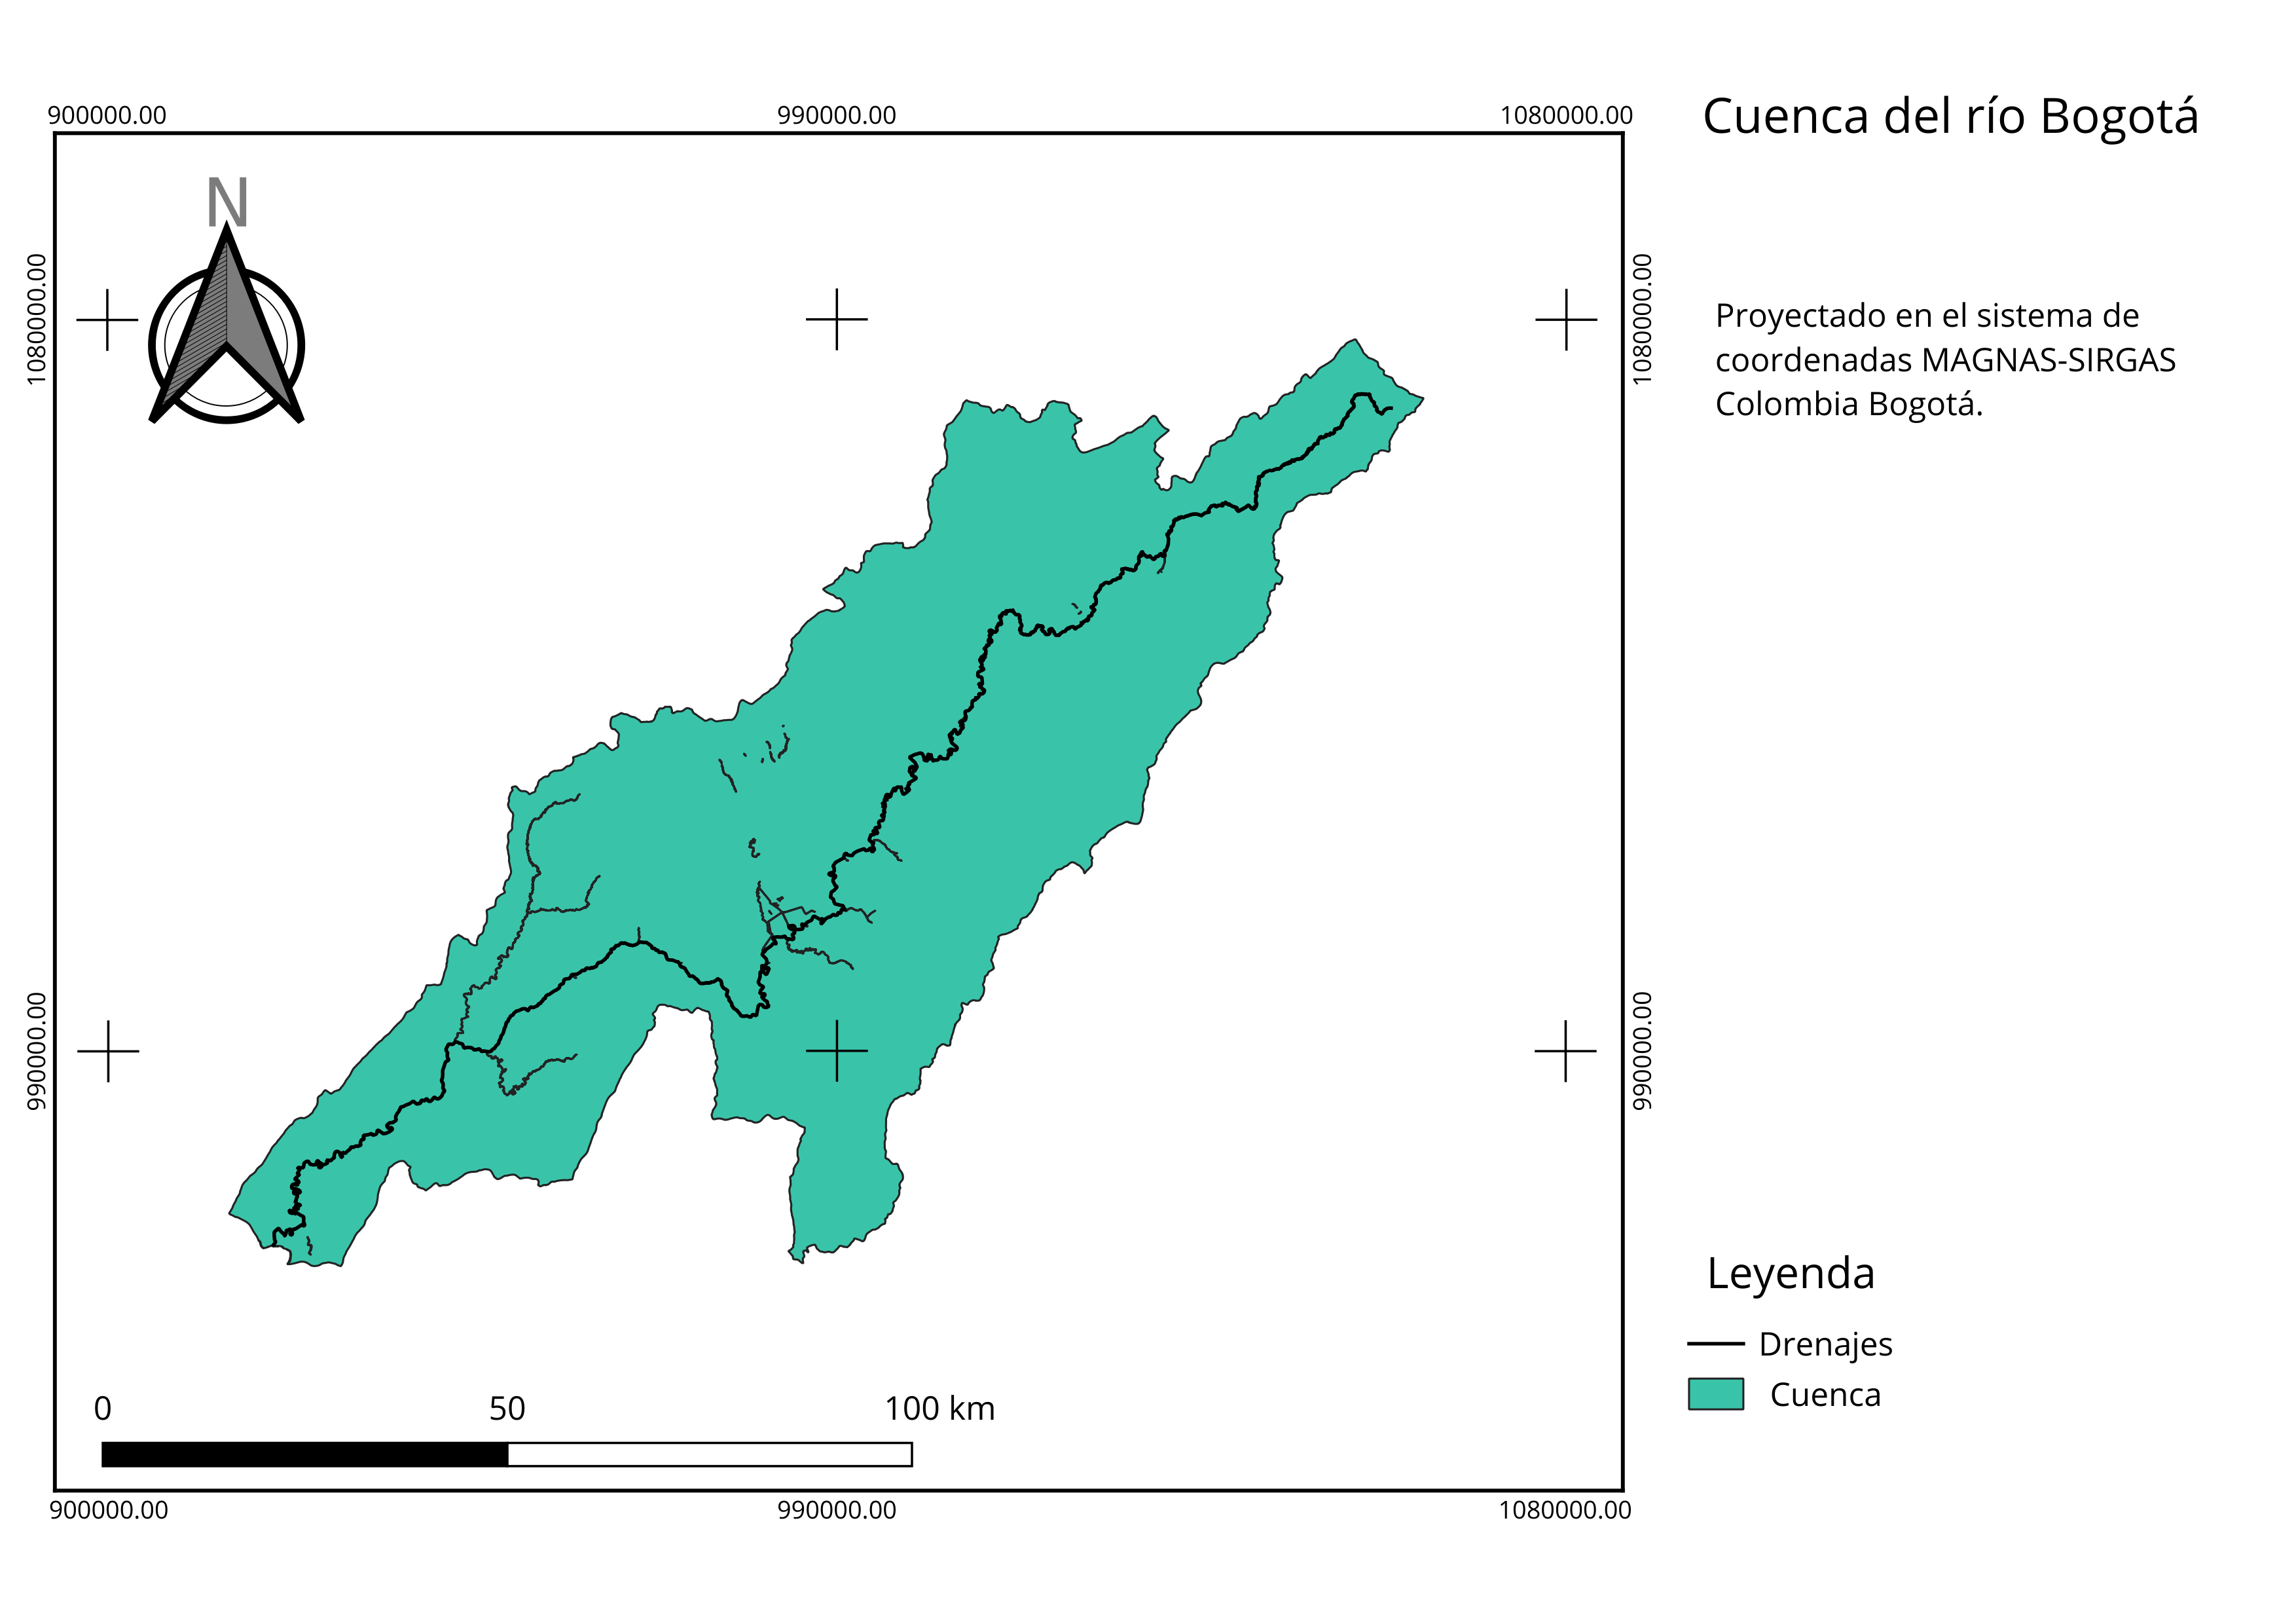 900000.00 990000.00 1080000.00
Cuenca del río Bogotá
N
1080000.00 1080000.00
Proyectado en el sistema de
coordenadas MAGNAS-SIRGAS
Colombia Bogotá.
990000.00 990000.00
Leyenda
Drenajes
Cuenca
0 50 100 km
900000.00 990000.00 1080000.00